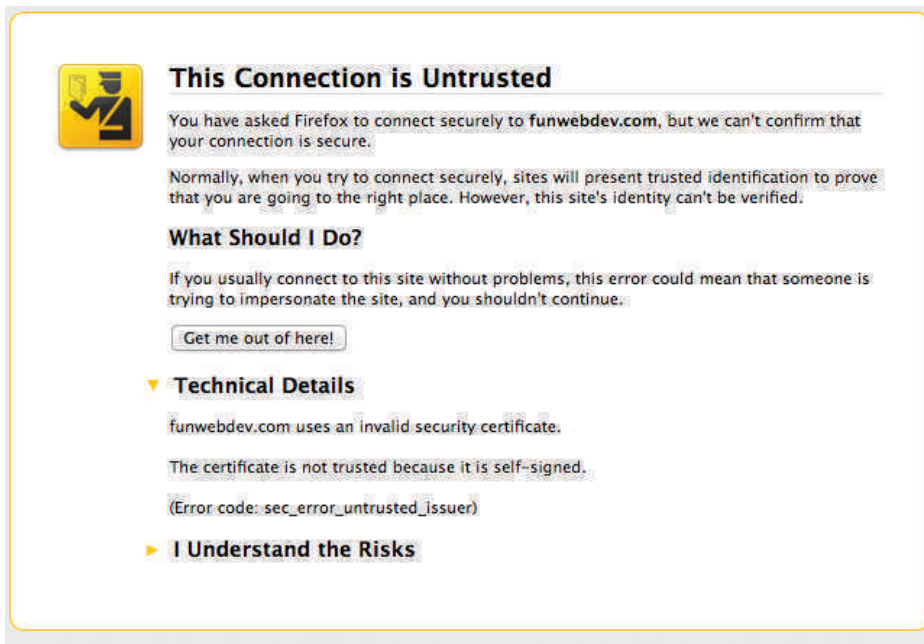 This Connection is Untrusted
You have asked Firefox to connect securely to funwebdev.com, but we can't confirm that
your connection is secure.
Normally, when you try to connect securely, sites will present trusted identification to prove
that you are going to the right place. However, this site's identity can't be verified.
What Should I Do?
If you usually connect to this site without problems, this error could mean that someone is
trying to impersonate the site, and you shouldn't continue.
Get me out of here!
Technical Details
funwebdev.com uses an invalid security certificate.
The certificate is not trusted because it is self-signed.
(Error code: sec_error_untrusted_issuer)
I Understand the Risks